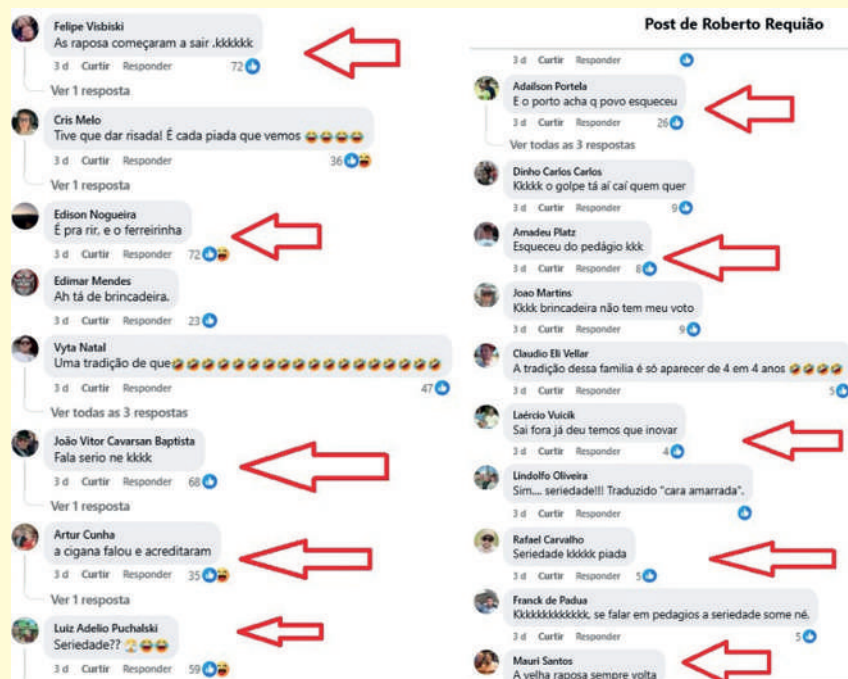 Felipe Visbiski
As raposa começaram a sair .kkkkkk
3 d Curtir Responder 72
Ver 1 resposta
Cris Melo
Tive que dar risada! É cada piada que vemos 😂😂😂😂
3 d Curtir Responder 36
Ver 1 resposta
Edison Nogueira
É pra rir, e o ferreirinha
3 d Curtir Responder 72
Edimar Mendes
Ah tá de brincadeira.
3 d Curtir Responder 23
Vyta Natal
Uma tradição de que🤣🤣🤣🤣🤣🤣🤣🤣🤣🤣🤣🤣🤣🤣🤣🤣
3 d Curtir Responder 47
Ver todas as 3 respostas
João Vitor Cavarsan Baptista
Fala serio ne kkkk
3 d Curtir Responder 68
Ver 1 resposta
Artur Cunha
a cigana falou e acreditaram
3 d Curtir Responder 35
Ver 1 resposta
Luiz Adelio Puchalski
Seriedade?? 😂😂
3 d Curtir Responder 59
Post de Roberto Requião
3 d Curtir Responder
Adailson Portela
E o porto acha q povo esqueceu
3 d Curtir Responder 26
Ver todas as 3 respostas
Dinho Carlos Carlos
Kkkkk o golpe tá aí caí quem quer
3 d Curtir Responder 9
Amadeu Platz
Esqueceu do pedágio kkk
3 d Curtir Responder 8
Joao Martins
Kkkk brincadeira não tem meu voto
3 d Curtir Responder 9
Claudio Eli Vellar
A tradição dessa familia é só aparecer de 4 em 4 anos 🤣🤣🤣🤣
3 d Curtir Responder 5
Laércio Vuicik
Sai fora já deu temos que inovar
3 d Curtir Responder 4
Lindolfo Oliveira
Sim.... seriedade!!! Traduzido "cara amarrada".
3 d Curtir Responder
Rafael Carvalho
Seriedade kkkkk piada
3 d Curtir Responder 5
Franck de Padua
Kkkkkkkkkkkk, se falar em pedagios a seriedade some né.
3 d Curtir Responder 5
Mauri Santos
A velha raposa sempre volta